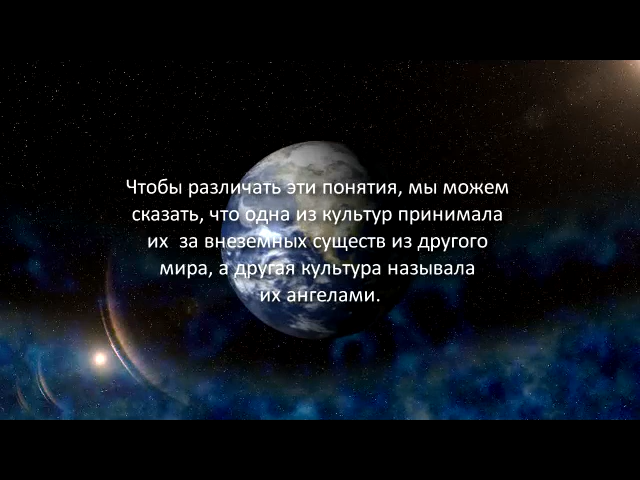 Чтобы различать эти понятия, мы можем
сказать, что одна из культур принимала
их  за внеземных существ из другого
мира, а другая культура называла
их ангелами.